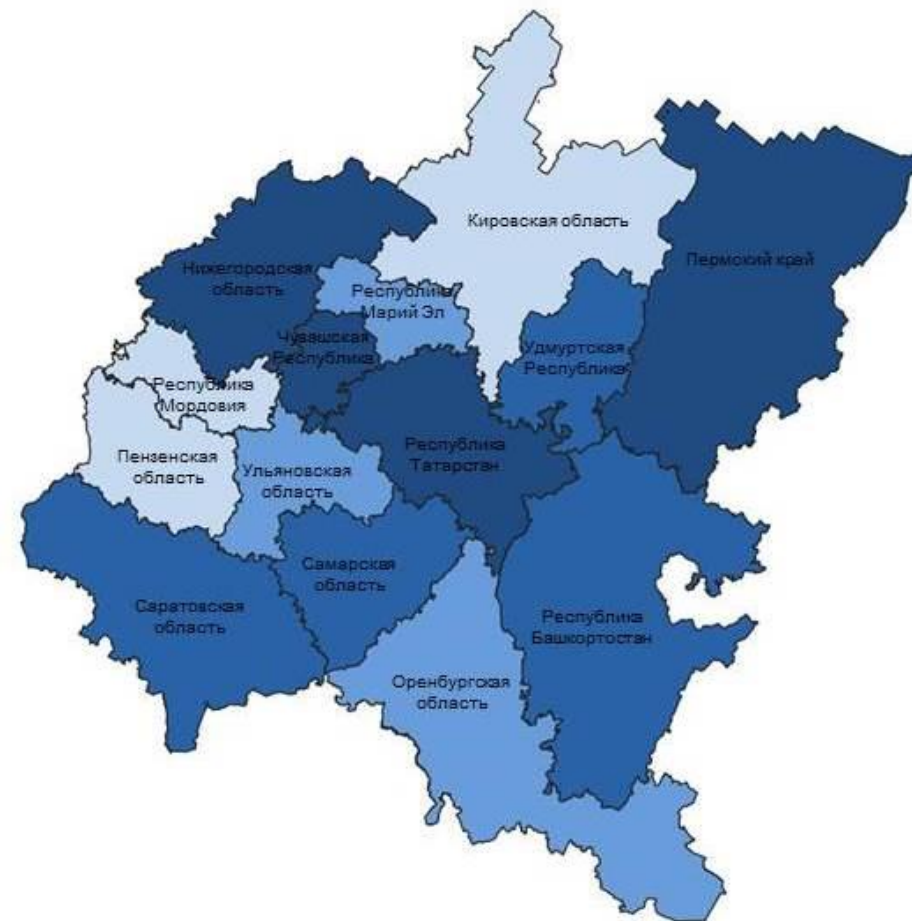 Кировская область
Пермский край
Нижегородская
область
Республика
Марий Эл
Чувашская
Республика
Удмуртская
Республика
Республика
Мордовия
Республика
Татарстан
Пензенская
область
Ульяновская
область
Самарская
область
Саратовская
область
Республика
Башкортостан
Оренбургская
область